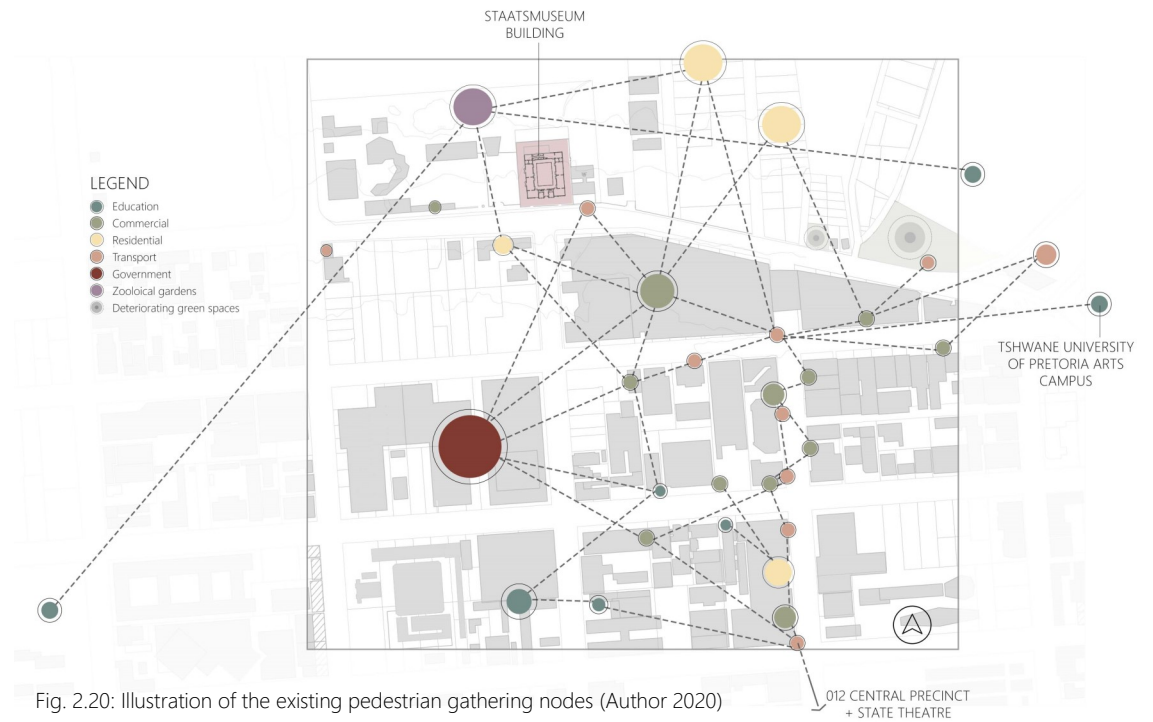 STAATSMUSEUM
BUILDING
LEGEND
Education
Commercial
Residential
Transport
Government
Zooloical gardens
Deteriorating green spaces
TSHWANE UNIVERSITY
OF PRETORIA ARTS
CAMPUS
012 CENTRAL PRECINCT
+ STATE THEATRE
Fig. 2.20: Illustration of the existing pedestrian gathering nodes (Author 2020)